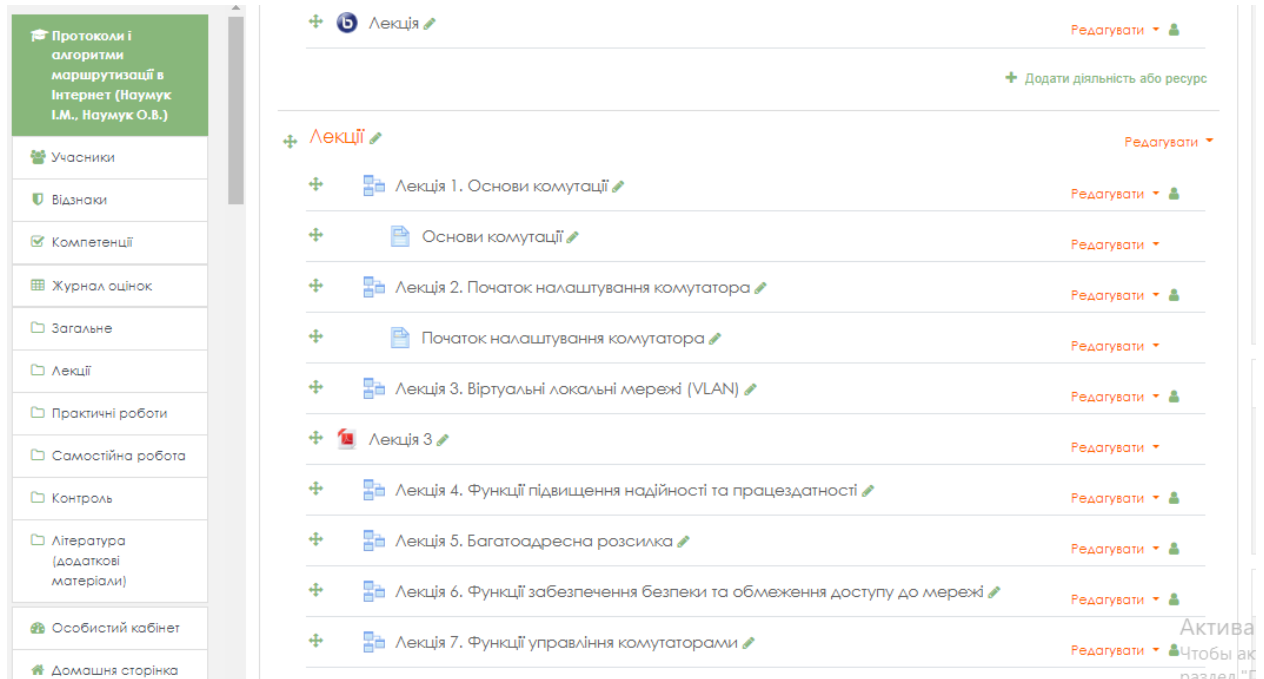 Протоколи і
алгоритми
маршрутизації в
Інтернет (Наумук
І.М., Наумук О.В.)
Учасники
Відзнаки
Компетенції
Журнал оцінок
Загальне
Лекції
Практичні роботи
Самостійна робота
Контроль
Література
(додаткові
матеріали)
Особистий кабінет
Домашня сторінка
Лекція Редагувати
Додати діяльність або ресурс
Лекції Редагувати
Лекція 1. Основи комутації Редагувати
Основи комутації Редагувати
Лекція 2. Початок налаштування комутатора Редагувати
Початок налаштування комутатора Редагувати
Лекція 3. Віртуальні локальні мережі (VLAN) Редагувати
Лекція 3 Редагувати
Лекція 4. Функції підвищення надійності та працездатності Редагувати
Лекція 5. Багатоадресна розсилка Редагувати
Лекція 6. Функції забезпечення безпеки та обмеження доступу до мережі Редагувати
Лекція 7. Функції управління комутаторами Редагувати
Актива
Чтобы ак